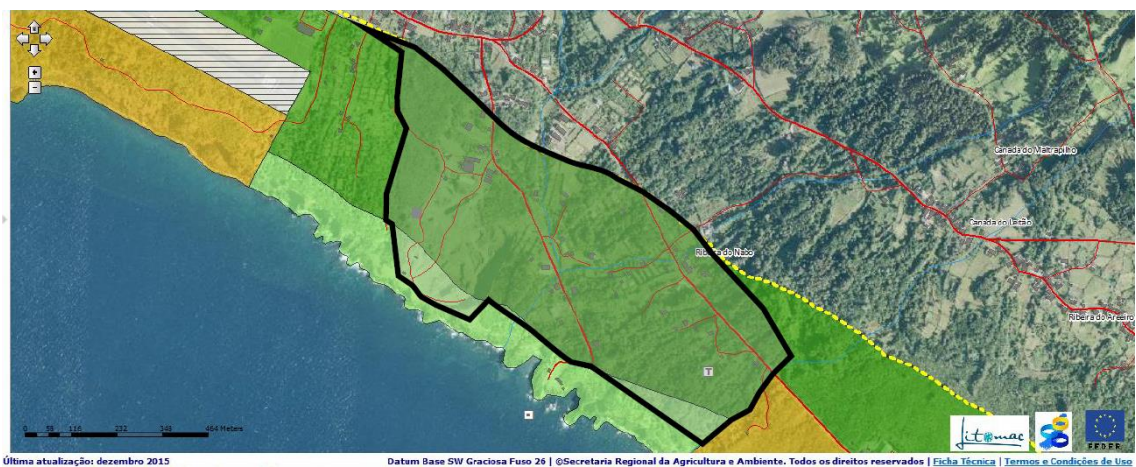 Canada do Maltrapilho
Canada do Leitão
Ribeira do Nabo
Ribeira do Areeiro
T
0 58 116 232 348 464 Meters
Litomac
FEDER
Última atualização: dezembro 2015
Datum Base SW Graciosa Fuso 26 | @Secretaria Regional da Agricultura e Ambiente. Todos os direitos reservados | Ficha Técnica | Termos e Condições de Uso